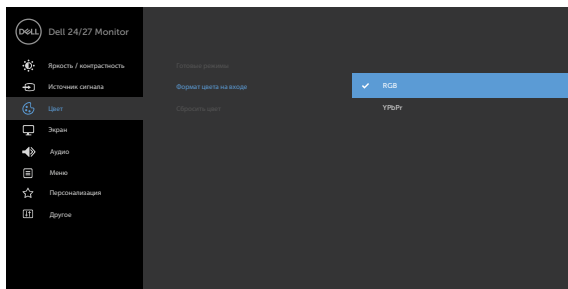 DELL
Dell 24/27 Monitor
Яркость / контрастность
Готовые режимы
Источник сигнала
Формат цвета на входе
RGB
Цвет
Сбросить цвет
YPbPr
Экран
Аудио
Меню
Персонализация
Другое